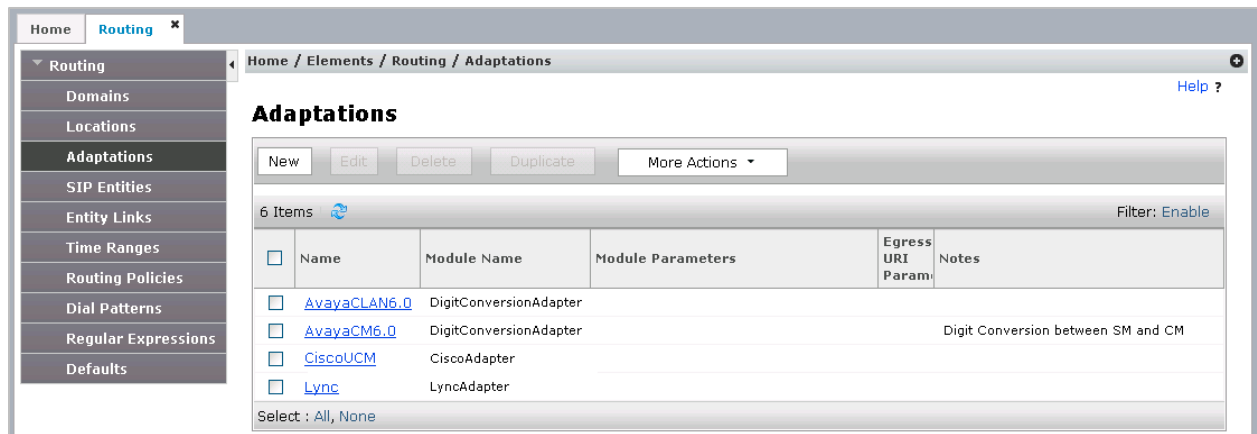 Home
Routing ×
Routing
Domains
Locations
Adaptations
SIP Entities
Entity Links
Time Ranges
Routing Policies
Dial Patterns
Regular Expressions
Defaults
Home / Elements / Routing / Adaptations
Help ?
Adaptations
New Edit Delete Duplicate More Actions
6 Items Filter: Enable
Name Module Name Module Parameters Egress URI Param Notes
AvayaCLAN6.0 DigitConversionAdapter
AvayaCM6.0 DigitConversionAdapter Digit Conversion between SM and CM
CiscoUCM CiscoAdapter
Lync LyncAdapter
Select : All, None